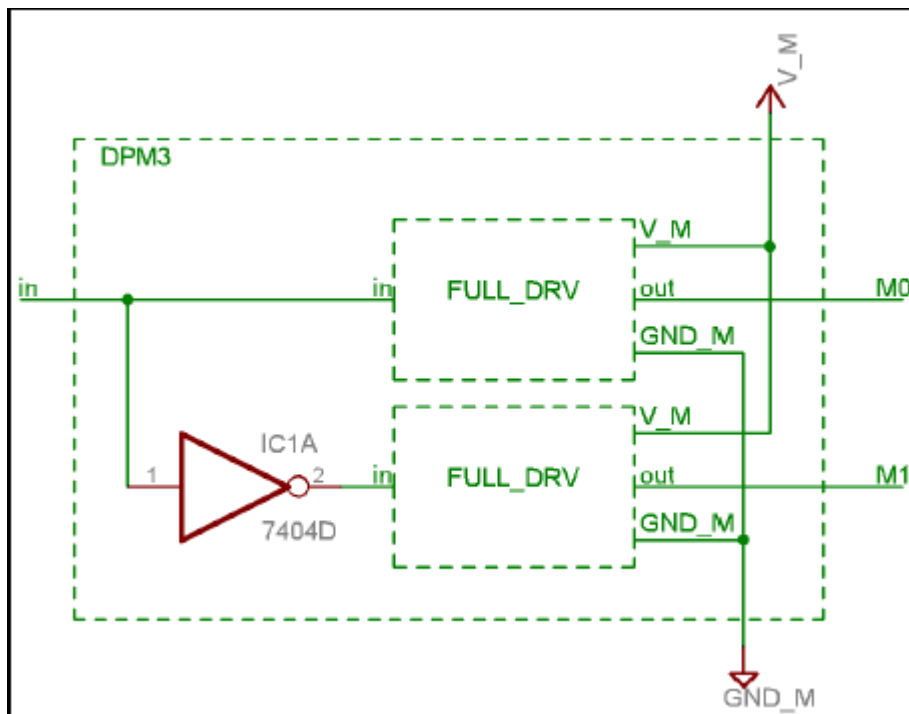 V_M
DPM3
V_M
in
in
FULL_DRV
out
M0
GND_M
V_M
IC1A
1
2
in
FULL_DRV
out
M1
7404D
GND_M
GND_M